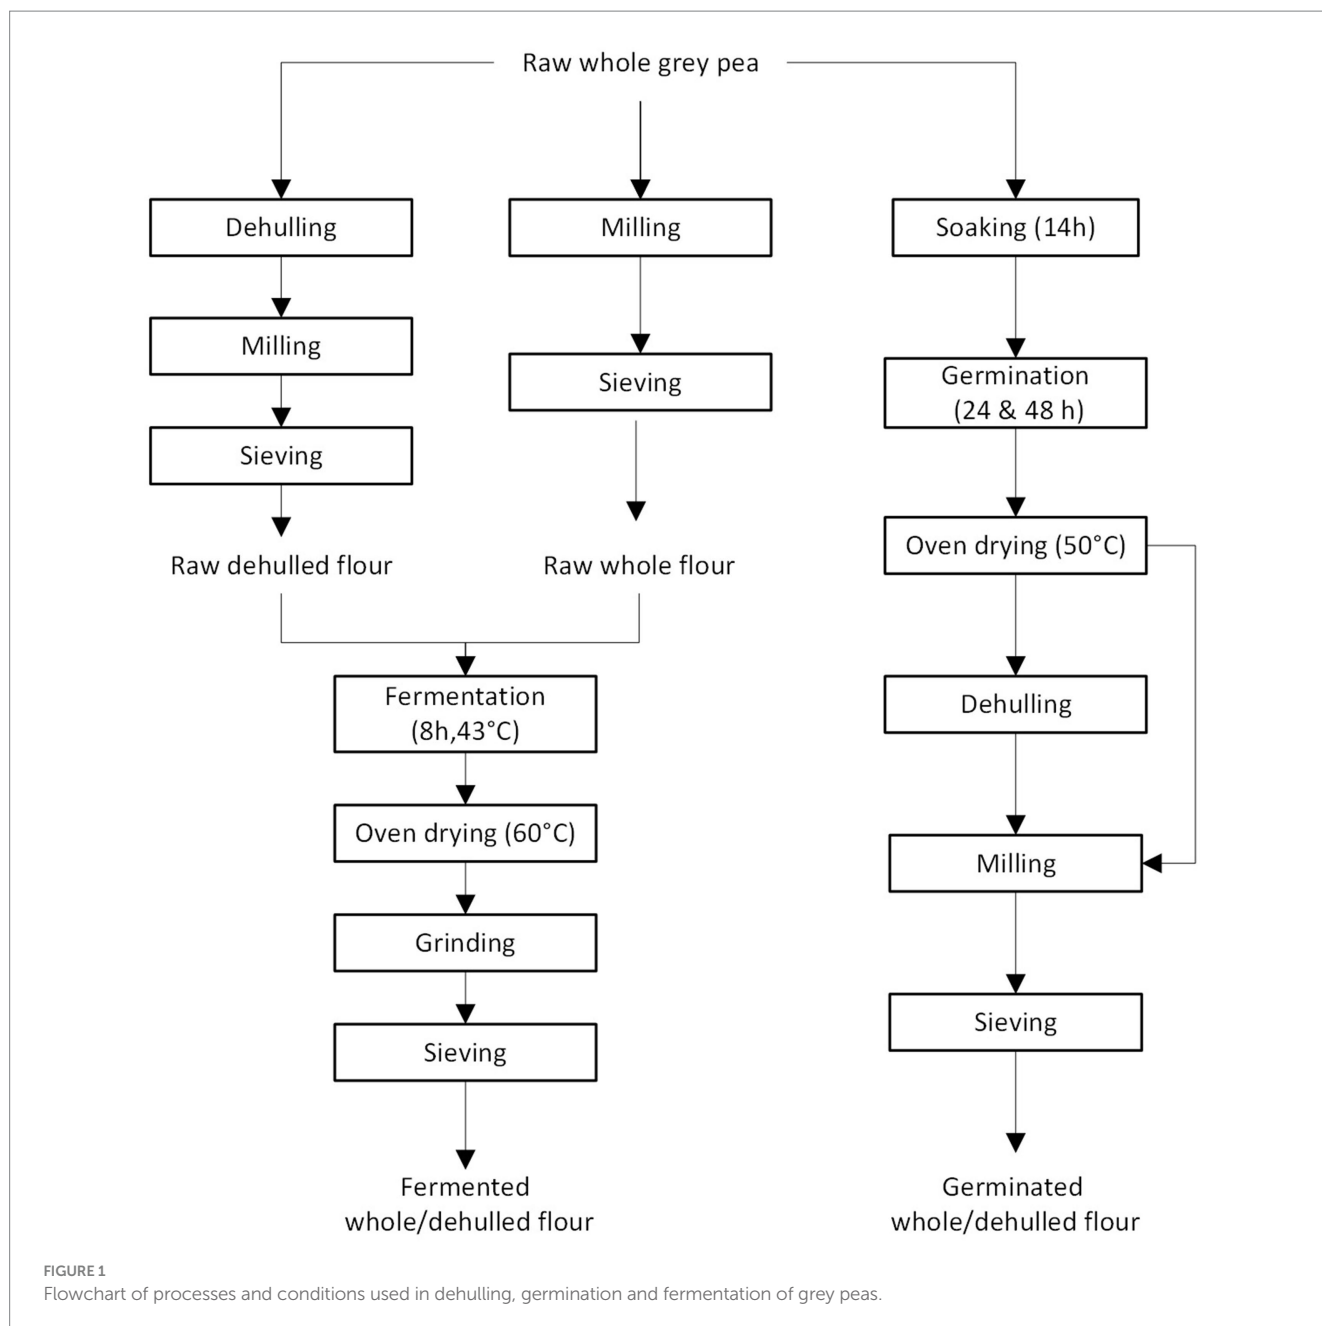 Raw whole grey pea
Dehulling
Milling
Sieving
Raw dehulled flour
Milling
Sieving
Raw whole flour
Fermentation
(8h,43°C)
Oven drying (60°C)
Grinding
Sieving
Fermented
whole/dehulled flour
Soaking (14h)
Germination
(24 & 48 h)
Oven drying (50°C)
Dehulling
Milling
Sieving
Germinated
whole/dehulled flour
FIGURE 1
Flowchart of processes and conditions used in dehulling, germination and fermentation of grey peas.